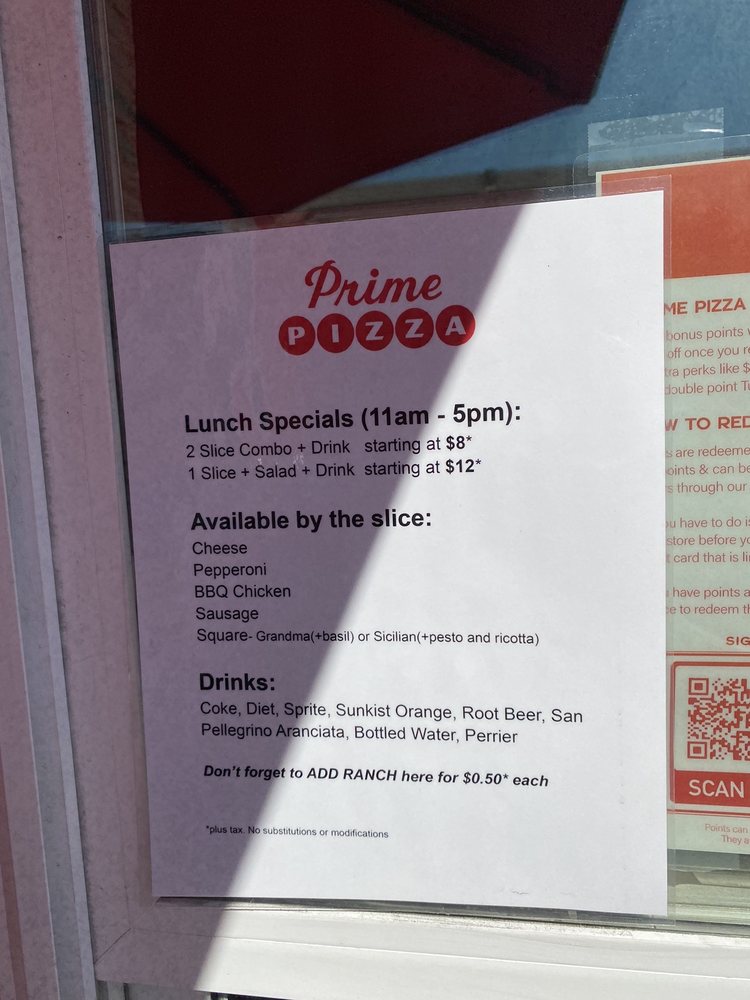 Prime
PIZZA
Lunch Specials (11am - 5pm):
2 Slice Combo + Drink starting at $8*
1 Slice + Salad + Drink starting at $12*
Available by the slice:
Cheese
Pepperoni
BBQ Chicken
Sausage
Square- Grandma(+basil) or Sicilian(+pesto and ricotta)
Drinks:
Coke, Diet, Sprite, Sunkist Orange, Root Beer, San
Pellegrino Aranciata, Bottled Water, Perrier
Don't forget to ADD RANCH here for $0.50* each
*plus tax. No substitutions or modifications
ME PIZZA
bonus points
off once you
perks like
double point
TO
are redeeme
points & can be
through our
have to do
store before
card that is
have points
to redeem
SIG
SCAN
Points can
They